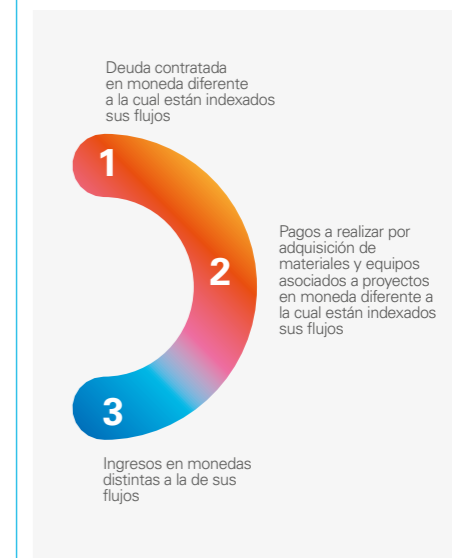 Deuda contratada
en moneda diferente
a la cual están indexados
sus flujos
1
2
Pagos a realizar por
adquisición de
materiales y equipos
asociados a proyectos
en moneda diferente a
la cual están indexados
sus flujos
3
Ingresos en monedas
distintas a la de sus
flujos